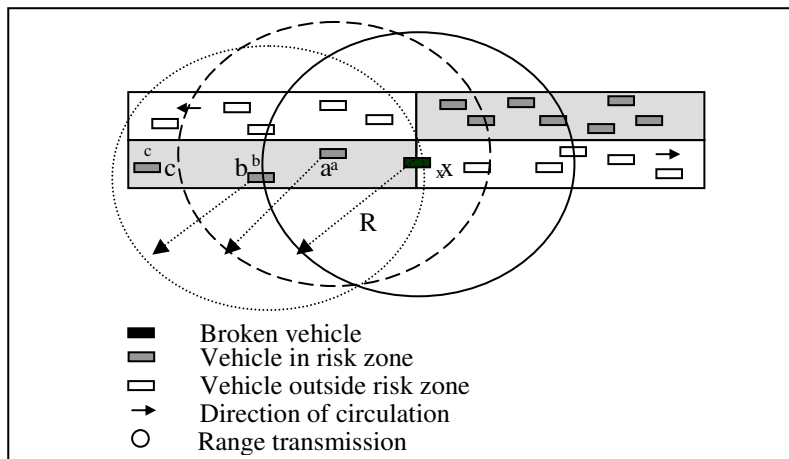 c
c b b a a x x
R
Broken vehicle
Vehicle in risk zone
Vehicle outside risk zone
Direction of circulation
Range transmission